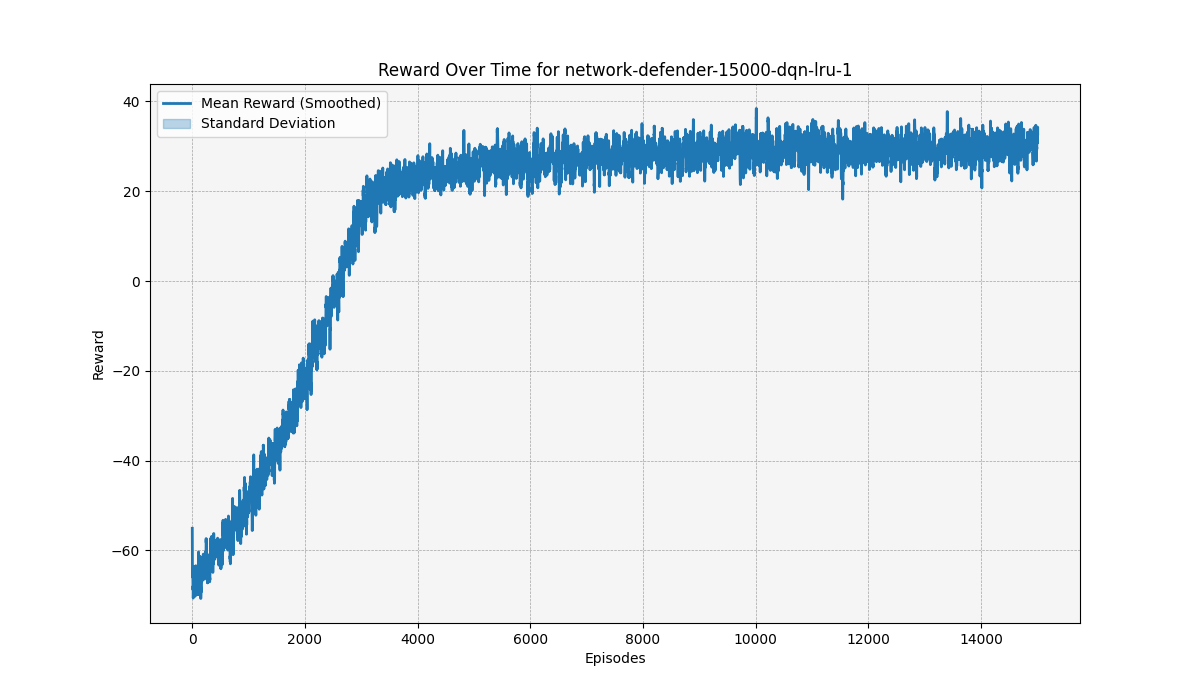 Reward Over Time for network-defender-15000-dqn-lru-1
Mean Reward (Smoothed)
Standard Deviation
Reward
40
20
0
−20
−40
−60
0 2000 4000 6000 8000 10000 12000 14000
Episodes